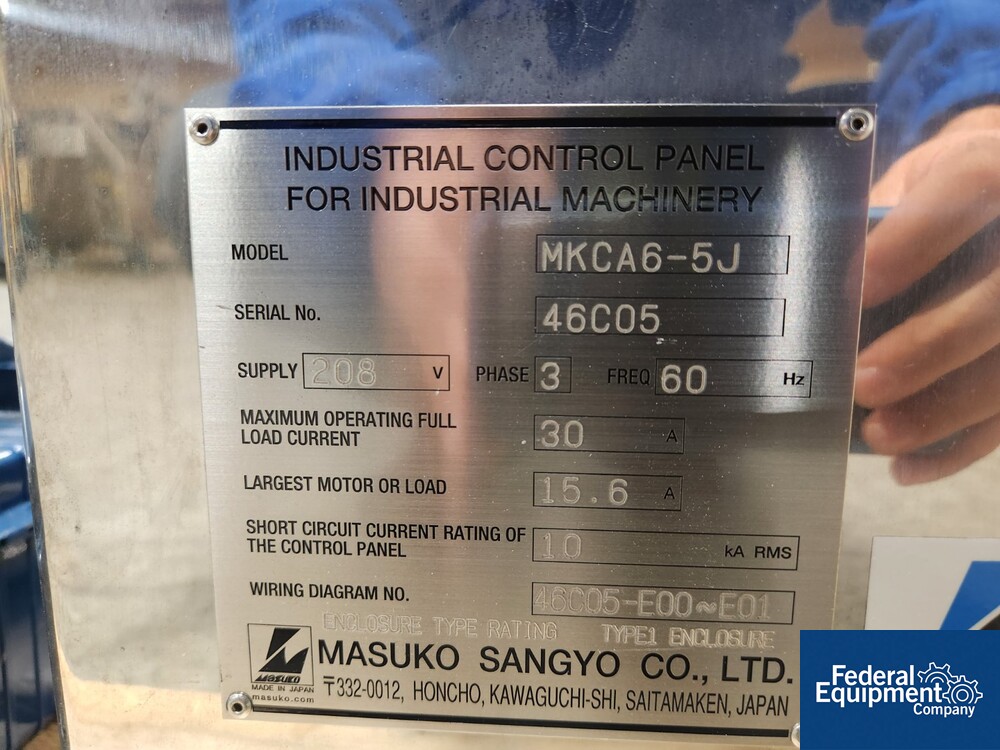 INDUSTRIAL CONTROL PANEL
FOR INDUSTRIAL MACHINERY
MODEL MKCA6-5J
SERIAL No. 46C05
SUPPLY 208 V PHASE 3 FREQ 60 Hz
MAXIMUM OPERATING FULL
LOAD CURRENT 30 A
LARGEST MOTOR OR LOAD 15.6 A
SHORT CIRCUIT CURRENT RATING OF
THE CONTROL PANEL 10 kA RMS
WIRING DIAGRAM NO. 46C05-E00~E01
ENCLOSURE TYPE RATING TYPE1 ENCLOSURE
MASUKO
MADE IN JAPAN
masuko.com
MASUKO SANGYO CO., LTD.
〒332-0012, HONCHO, KAWAGUCHI-SHI, SAITAMAKEN, JAPAN
Federal
Equipment
Company